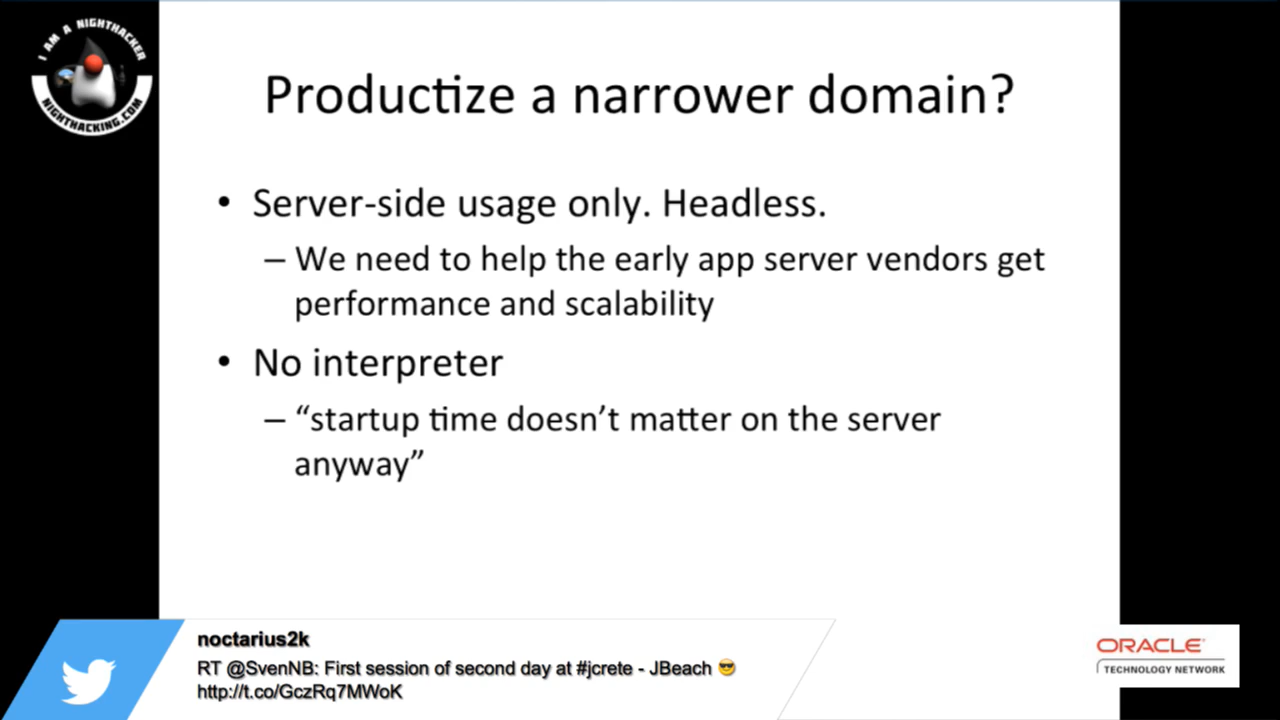 I AM A NIGHTHACKER
NIGHTHACKING.COM
Productize a narrower domain?
• Server-side usage only. Headless.
– We need to help the early app server vendors get
performance and scalability
• No interpreter
– “startup time doesn’t matter on the server
anyway”
noctarius2k
RT @SvenNB: First session of second day at #jcrete - JBeach 😎
http://t.co/GczRq7MWoK
ORACLE
TECHNOLOGY NETWORK